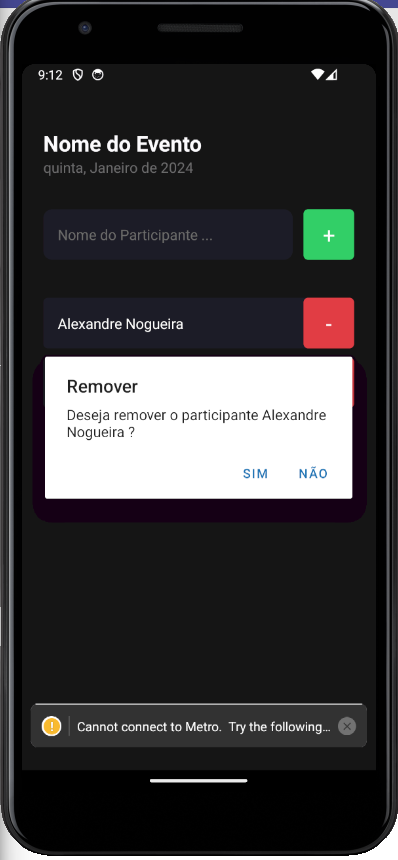 9:12
Nome do Evento
quinta, Janeiro de 2024
Nome do Participante ...
+
Alexandre Nogueira
-
Remover
Deseja remover o participante Alexandre
Nogueira ?
SIM NÃO
! Cannot connect to Metro. Try the following...